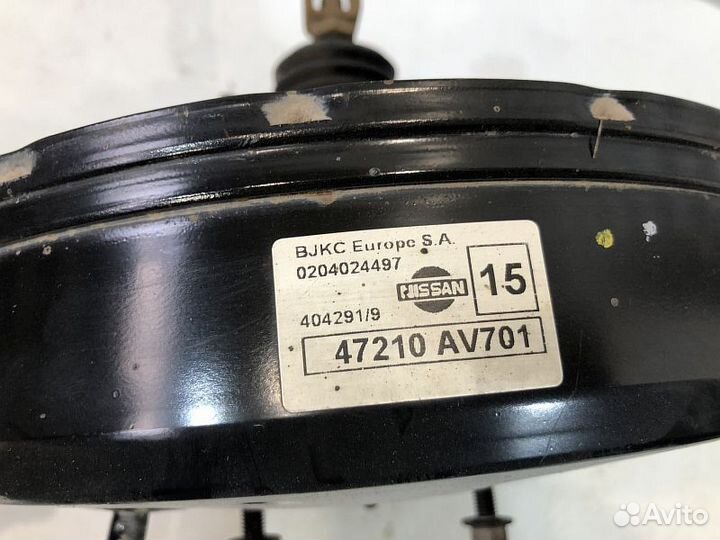 BJKC Europe S.A.
0204024497
NISSAN
15
404291/9
47210 AV701
Avito